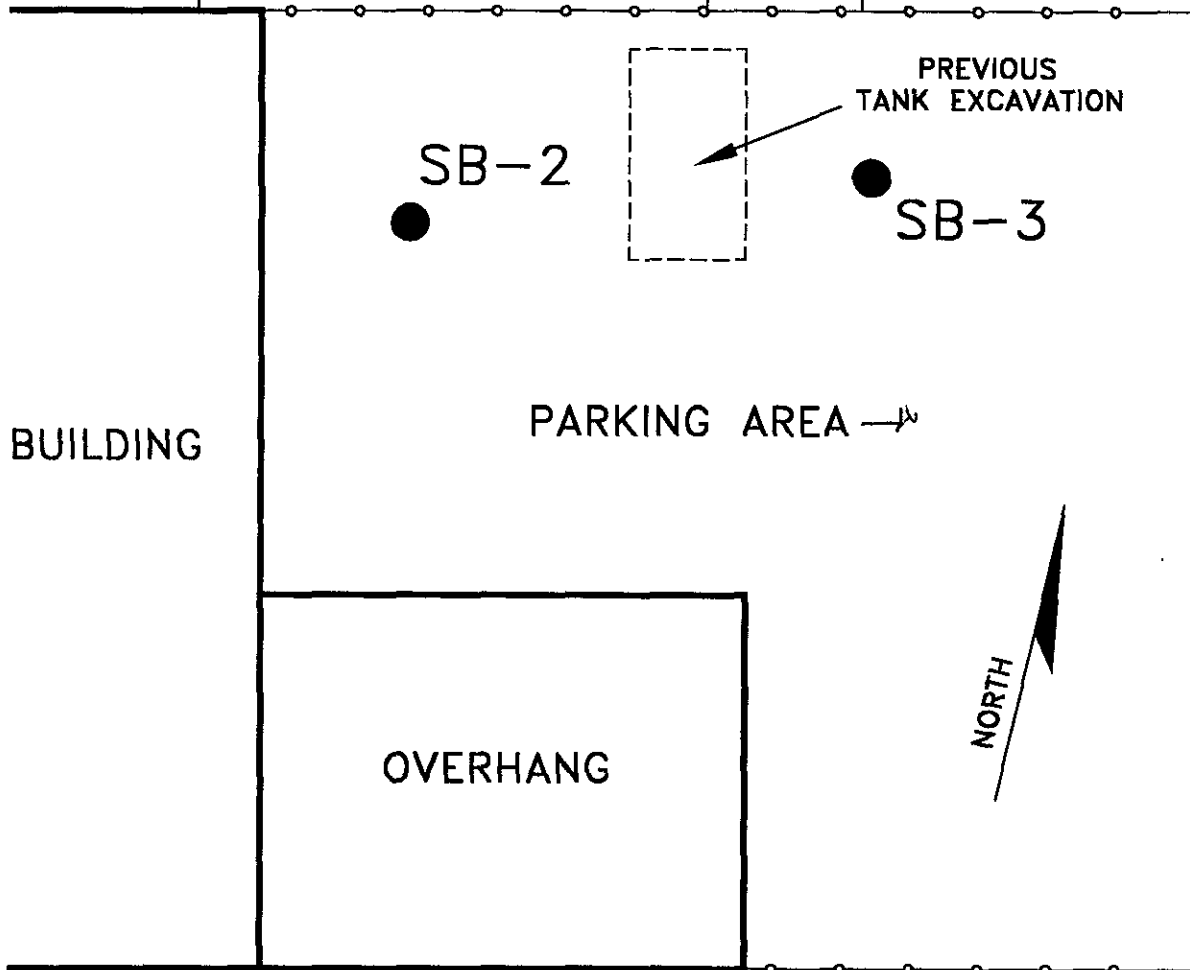 PREVIOUS
TANK EXCAVATION
SB-2
SB-3
PARKING AREA
BUILDING
NORTH
OVERHANG